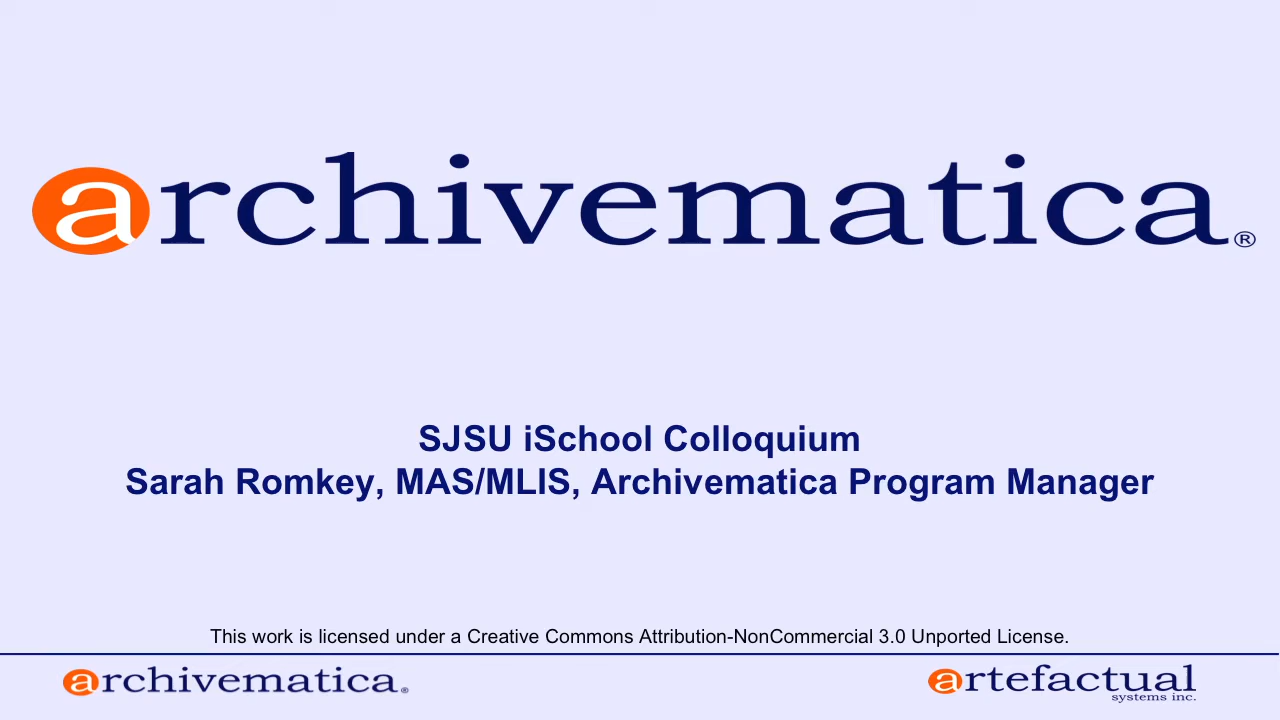 archivematica®
SJSU iSchool Colloquium
Sarah Romkey, MAS/MLIS, Archivematica Program Manager
This work is licensed under a Creative Commons Attribution-NonCommercial 3.0 Unported License.
archivematica®
artefactual
systems inc.